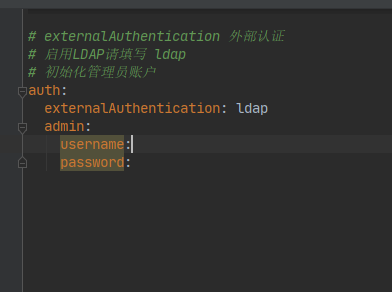 # externalAuthentication 外部认证
# 启用LDAP请填写 ldap
# 初始化管理员账户
auth:
  externalAuthentication: ldap
  admin:
    username:
    password: